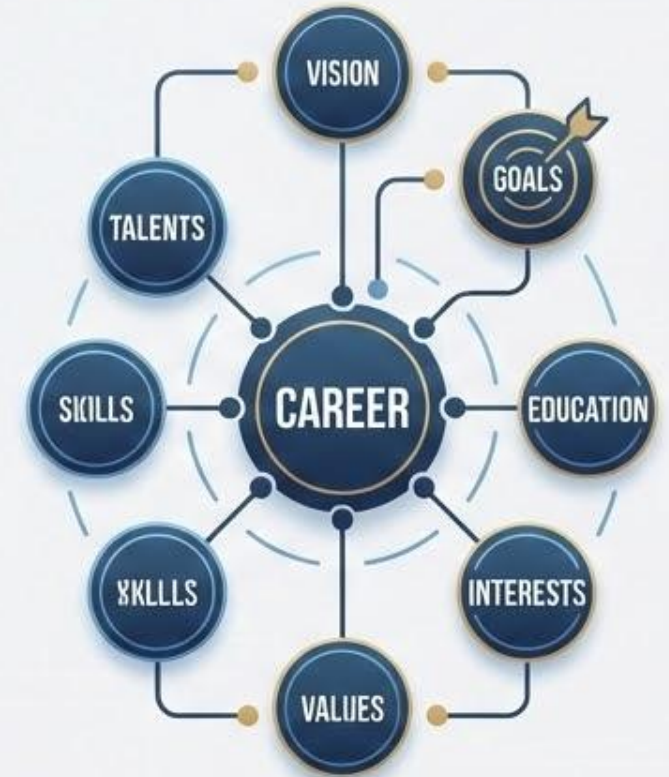 VISION
GOALS
TALENTS
CAREER
SKILLS
EDUCATION
INTERESTS
VALUES